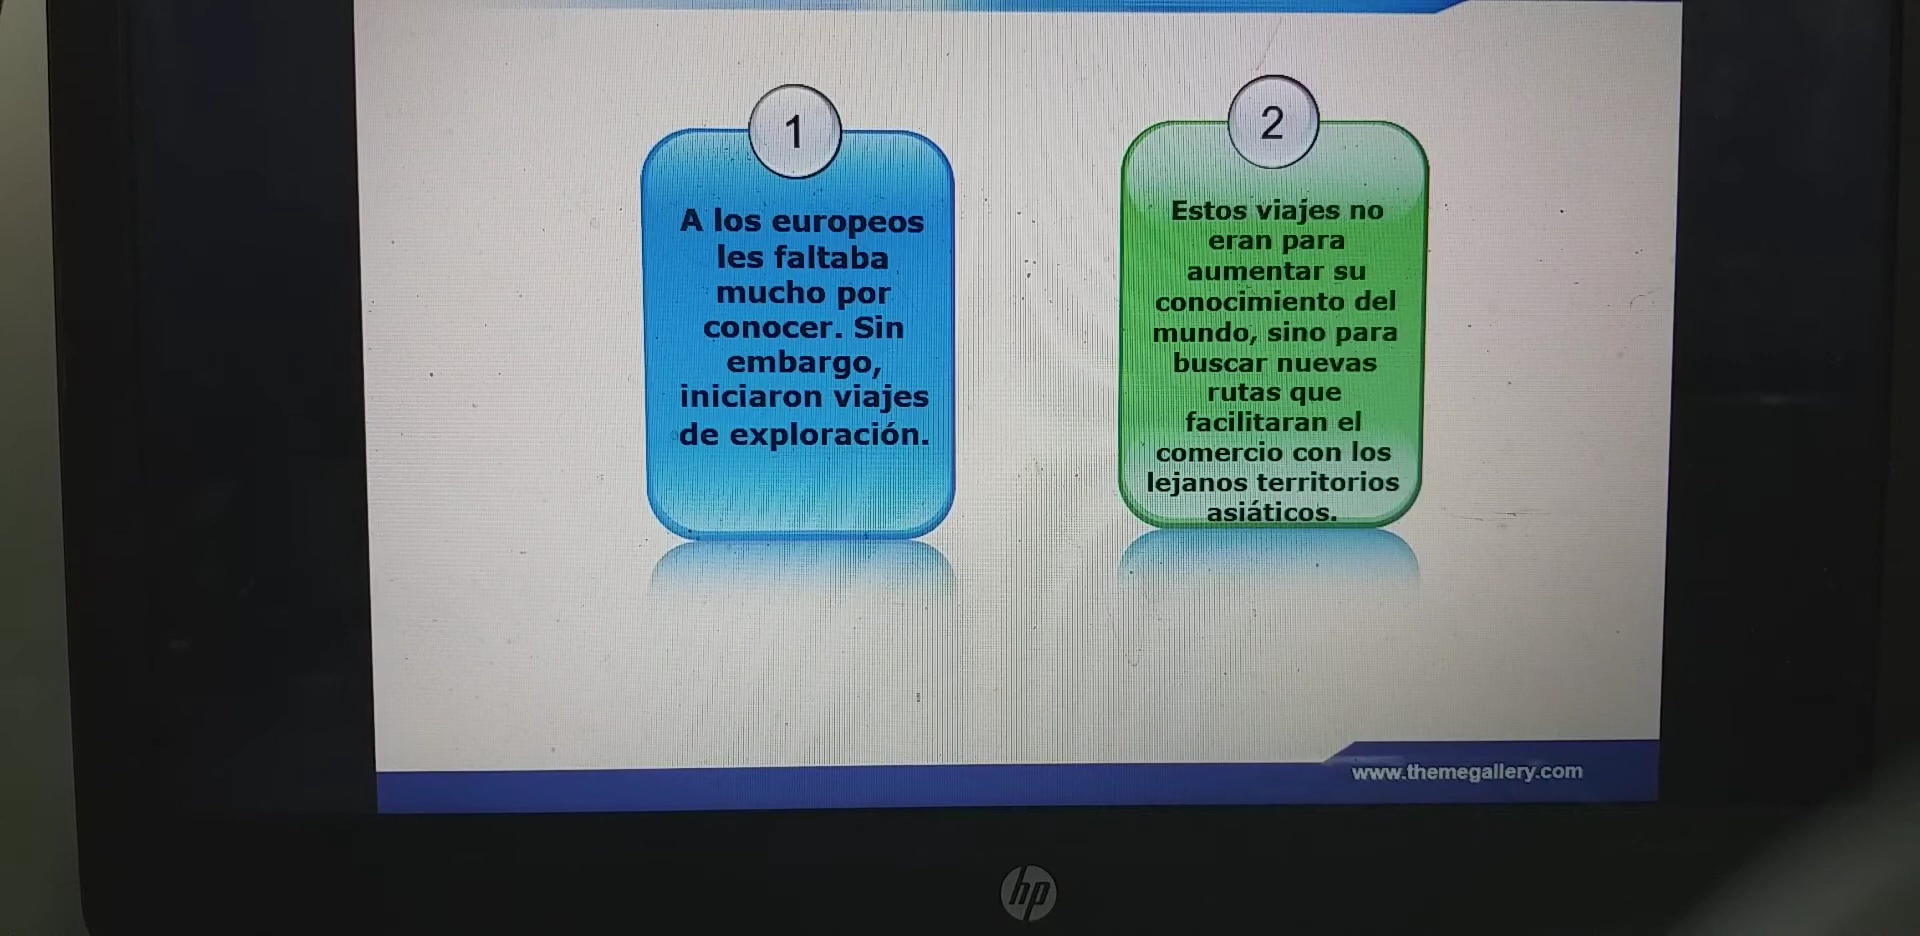 1
A los europeos
les faltaba
mucho por
conocer. Sin
embargo,
iniciaron viajes
de exploración.
2
Estos viajes no
eran para
aumentar su
conocimiento del
mundo, sino para
buscar nuevas
rutas que
facilitaran el
comercio con los
lejanos territorios
asiáticos.
www.themegallery.com
hp